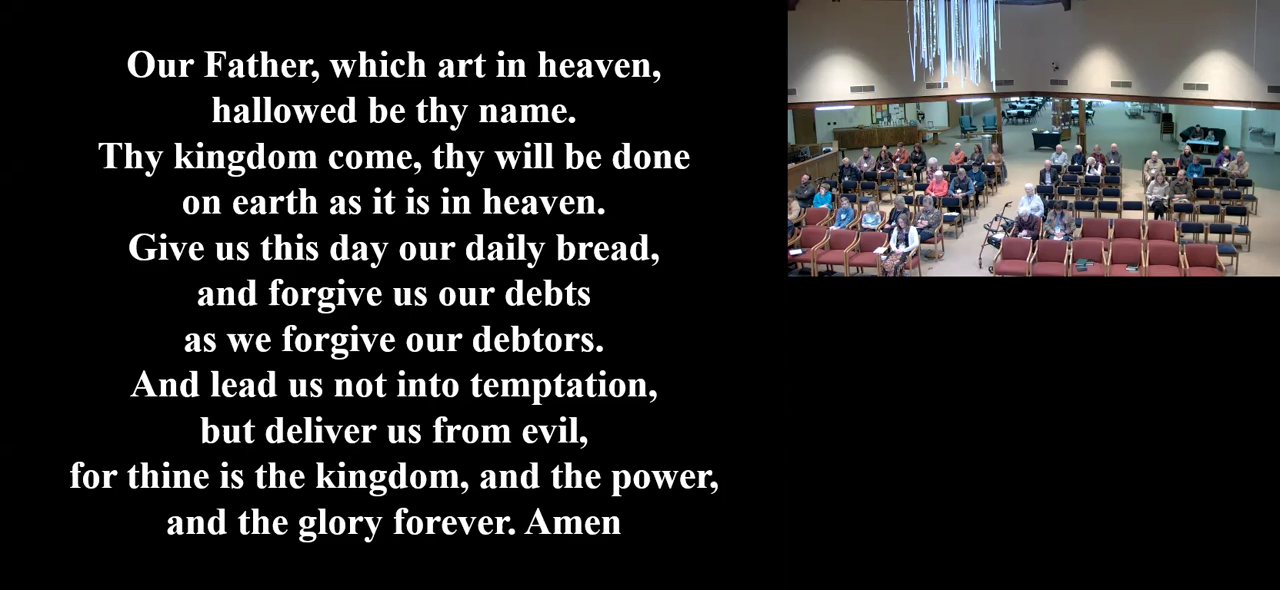 Our Father, which art in heaven,
hallowed be thy name.
Thy kingdom come, thy will be done
on earth as it is in heaven.
Give us this day our daily bread,
and forgive us our debts
as we forgive our debtors.
And lead us not into temptation,
but deliver us from evil,
for thine is the kingdom, and the power,
and the glory forever. Amen